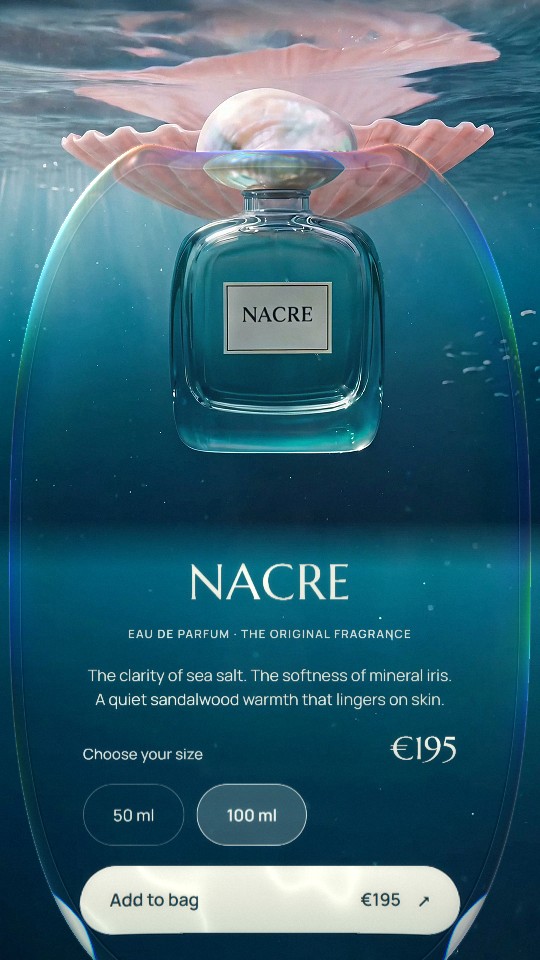 NACRE
NACRE
EAU DE PARFUM · THE ORIGINAL FRAGRANCE
The clarity of sea salt. The softness of mineral iris.
A quiet sandalwood warmth that lingers on skin.
Choose your size
€195
50 ml
100 ml
Add to bag €195 ↗